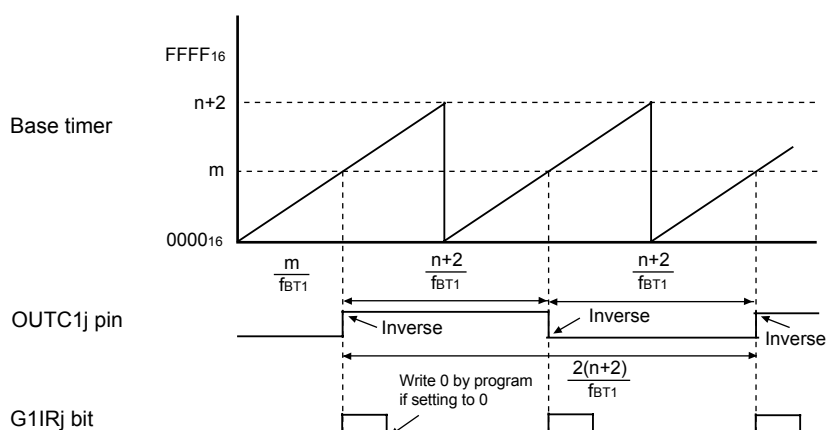 FFFF16
n+2
Base timer
m
000016
m
fBT1
n+2
fBT1
n+2
fBT1
OUTC1j pin
Inverse
Inverse
Inverse
2(n+2)
fBT1
Write 0 by program
if setting to 0
G1IRj bit